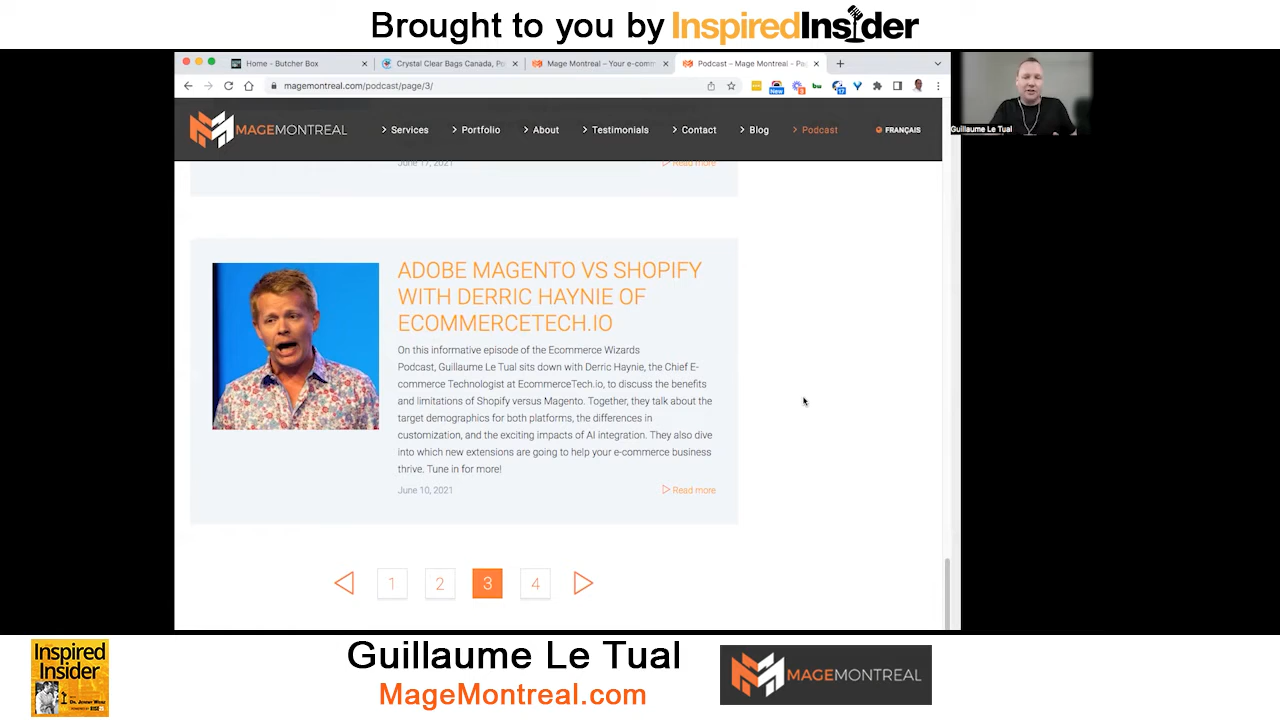 Brought to you by InspiredInsider
Home - Butcher Box
Crystal Clear Bags Canada, Po
Mage Montreal – Your e-comm
Podcast – Mage Montreal - Pa
magemontreal.com/podcast/page/3/
New
MAGEMONTREAL
Services
Portfolio
About
Testimonials
Contact
Blog
Podcast
FRANÇAIS
Guillaume Le Tual
June 17, 2021
Read more
ADOBE MAGENTO VS SHOPIFY
WITH DERRIC HAYNIE OF
ECOMMERCETECH.IO
On this informative episode of the Ecommerce Wizards
Podcast, Guillaume Le Tual sits down with Derric Haynie, the Chief E-
commerce Technologist at EcommerceTech.io, to discuss the benefits
and limitations of Shopify versus Magento. Together, they talk about the
target demographics for both platforms, the differences in
customization, and the exciting impacts of AI integration. They also dive
into which new extensions are going to help your e-commerce business
thrive. Tune in for more!
June 10, 2021
Read more
1
2
3
4
Inspired
Insider
Guillaume Le Tual
MageMontreal.com
MAGEMONTREAL